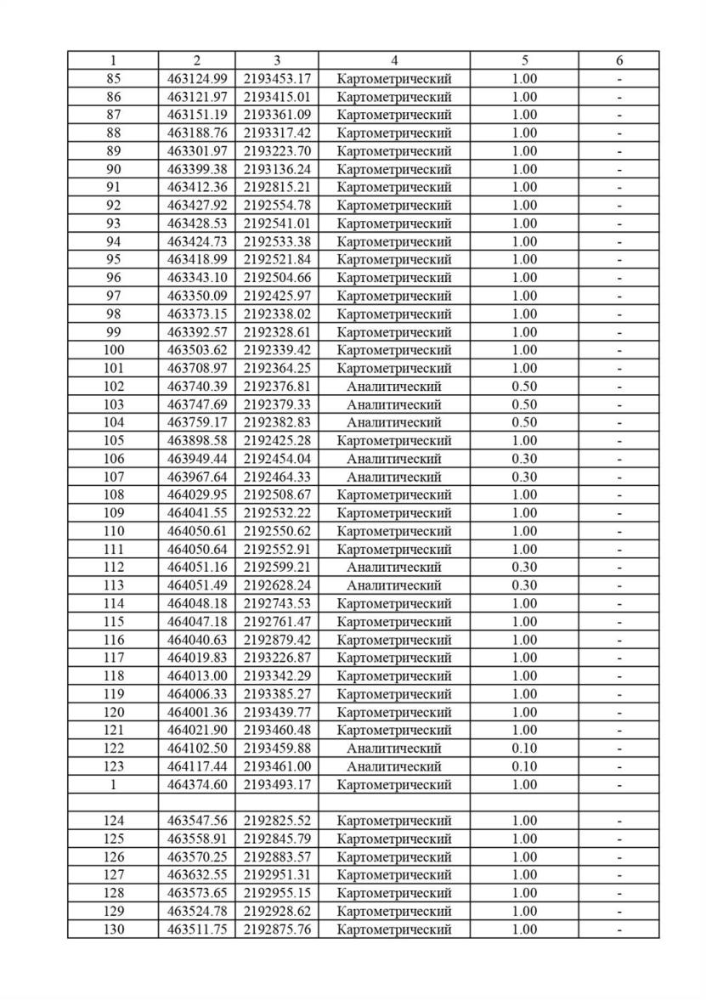 1 2 3 4 5 6
85 463124.99 2193453.17 Картометрический 1.00 -
86 463121.97 2193415.01 Картометрический 1.00 -
87 463151.19 2193361.09 Картометрический 1.00 -
88 463188.76 2193317.42 Картометрический 1.00 -
89 463301.97 2193223.70 Картометрический 1.00 -
90 463399.38 2193136.24 Картометрический 1.00 -
91 463412.36 2192815.21 Картометрический 1.00 -
92 463427.92 2192554.78 Картометрический 1.00 -
93 463428.53 2192541.01 Картометрический 1.00 -
94 463424.73 2192533.38 Картометрический 1.00 -
95 463418.99 2192521.84 Картометрический 1.00 -
96 463343.10 2192504.66 Картометрический 1.00 -
97 463350.09 2192425.97 Картометрический 1.00 -
98 463373.15 2192338.02 Картометрический 1.00 -
99 463392.57 2192328.61 Картометрический 1.00 -
100 463503.62 2192339.42 Картометрический 1.00 -
101 463708.97 2192364.25 Картометрический 1.00 -
102 463740.39 2192376.81 Аналитический 0.50 -
103 463747.69 2192379.33 Аналитический 0.50 -
104 463759.17 2192382.83 Аналитический 0.50 -
105 463898.58 2192425.28 Картометрический 1.00 -
106 463949.44 2192454.04 Аналитический 0.30 -
107 463967.64 2192464.33 Аналитический 0.30 -
108 464029.95 2192508.67 Картометрический 1.00 -
109 464041.55 2192532.22 Картометрический 1.00 -
110 464050.61 2192550.62 Картометрический 1.00 -
111 464050.64 2192552.91 Картометрический 1.00 -
112 464051.16 2192599.21 Аналитический 0.30 -
113 464051.49 2192628.24 Аналитический 0.30 -
114 464048.18 2192743.53 Картометрический 1.00 -
115 464047.18 2192761.47 Картометрический 1.00 -
116 464040.63 2192879.42 Картометрический 1.00 -
117 464019.83 2193226.87 Картометрический 1.00 -
118 464013.00 2193342.29 Картометрический 1.00 -
119 464006.33 2193385.27 Картометрический 1.00 -
120 464001.36 2193439.77 Картометрический 1.00 -
121 464021.90 2193460.48 Картометрический 1.00 -
122 464102.50 2193459.88 Аналитический 0.10 -
123 464117.44 2193461.00 Аналитический 0.10 -
1 464374.60 2193493.17 Картометрический 1.00 -
124 463547.56 2192825.52 Картометрический 1.00 -
125 463558.91 2192845.79 Картометрический 1.00 -
126 463570.25 2192883.57 Картометрический 1.00 -
127 463632.55 2192951.31 Картометрический 1.00 -
128 463573.65 2192955.15 Картометрический 1.00 -
129 463524.78 2192928.62 Картометрический 1.00 -
130 463511.75 2192875.76 Картометрический 1.00 -